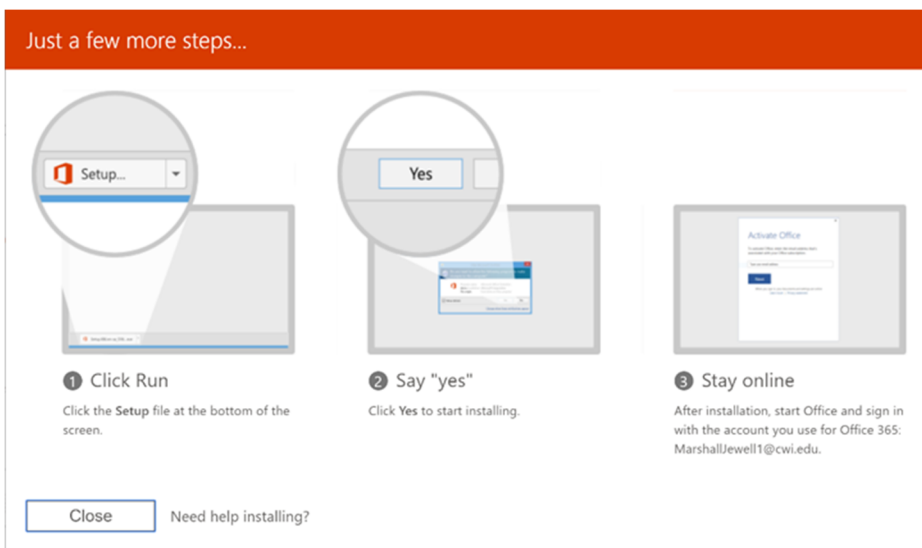 Just a few more steps...
Setup...
Yes
Activate Office
1 Click Run
Click the Setup file at the bottom of the
screen.
2 Say "yes"
Click Yes to start installing.
3 Stay online
After installation, start Office and sign in
with the account you use for Office 365:
MarshallJewell1@cwi.edu.
Close
Need help installing?